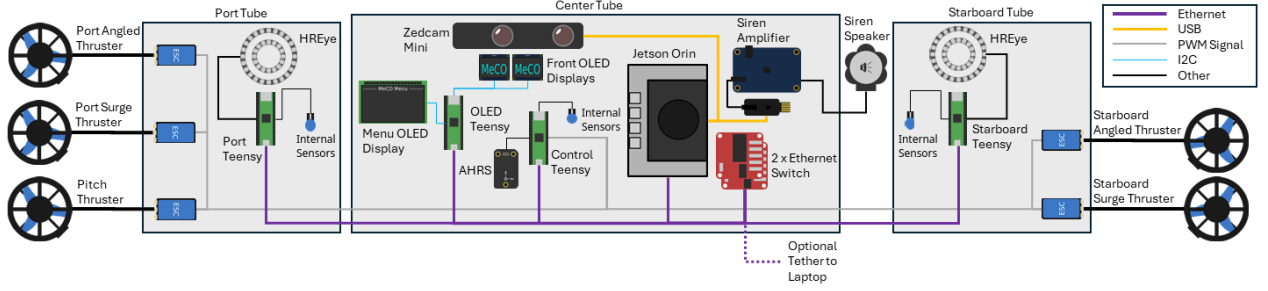 Port Tube
Center Tube
Starboard Tube
Ethernet
USB
PWM Signal
I2C
Other
Port Angled
Thruster
ESC
HREye
Port Surge
Thruster
ESC
Port
Teensy
Internal
Sensors
Pitch
Thruster
ESC
Zedcam
Mini
MeCO
MeCO
Front OLED
Displays
MeCO Menu
Menu OLED
Display
OLED
Teensy
AHRS
Internal
Sensors
Control
Teensy
Jetson Orin
Siren
Amplifier
Siren
Speaker
2 x Ethernet
Switch
Optional
Tether to
Laptop
HREye
Internal
Sensors
Starboard
Teensy
ESC
Starboard
Angled Thruster
ESC
Starboard
Surge Thruster